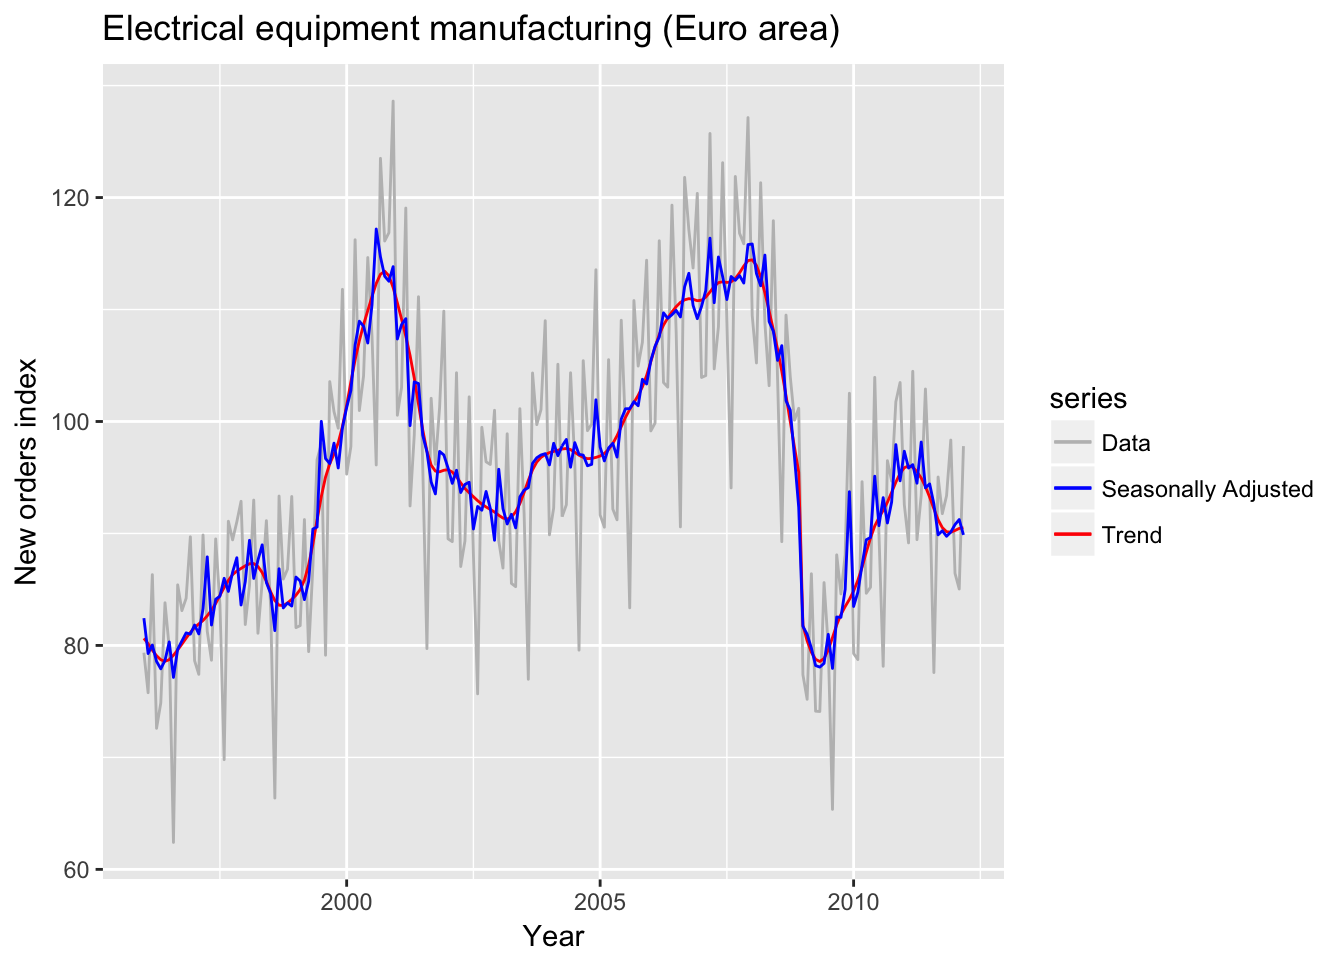 Electrical equipment manufacturing (Euro area)
New orders index
120
100
80
60
2000 2005 2010
Year
series
Data
Seasonally Adjusted
Trend